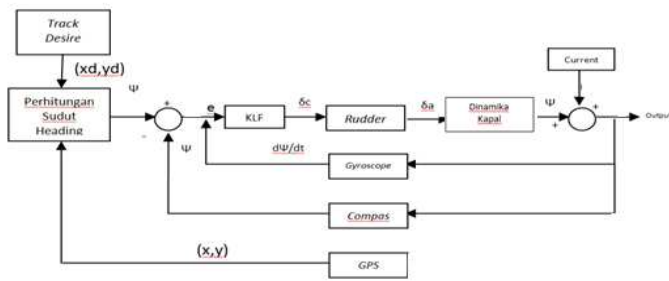 Track
Desire
(xd,yd)
Perhitungan
Sudut
Heading
Ψ
+
-
Ψ
e
KLF
δc
Rudder
δa
Dinamika
Kapal
Ψ
+
+
Current
Output
dΨ/dt
Gyroscope
Compas
(x,y)
GPS